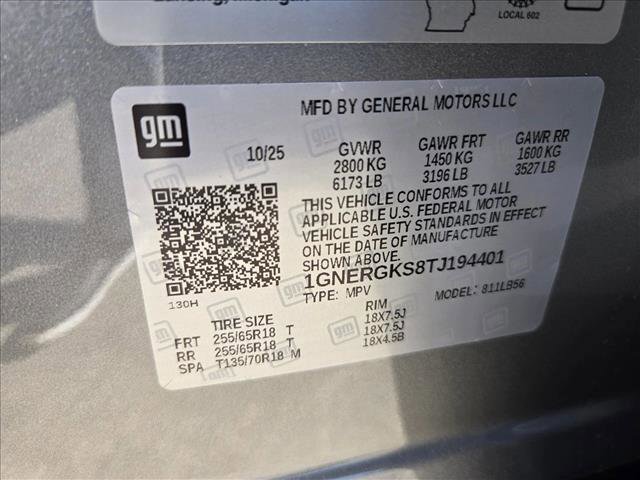 Lansing, Michigan
LOCAL 602
gm
MFD BY GENERAL MOTORS LLC
10/25
GVWR
2800 KG
6173 LB
GAWR FRT
1450 KG
3196 LB
GAWR RR
1600 KG
3527 LB
THIS VEHICLE CONFORMS TO ALL
APPLICABLE U.S. FEDERAL MOTOR
VEHICLE SAFETY STANDARDS IN EFFECT
ON THE DATE OF MANUFACTURE
SHOWN ABOVE.
1GNERGKS8TJ194401
TYPE: MPV
MODEL: 811LB56
130H
TIRE SIZE
RIM
FRT 255/65R18 T 18X7.5J
RR 255/65R18 T 18X7.5J
SPA T135/70R18 M 18X4.5B